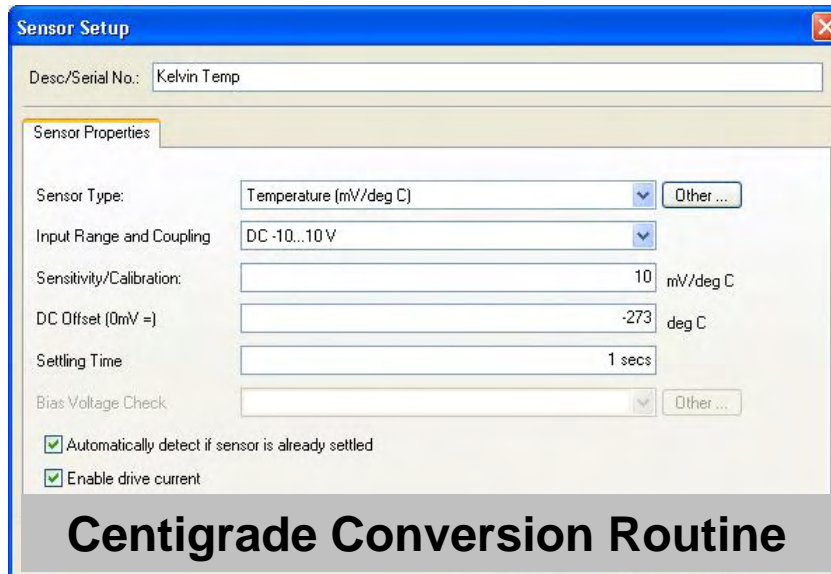 Sensor Setup
Desc/Serial No.: Kelvin Temp
Sensor Properties
Sensor Type: Temperature (mV/deg C) Other ...
Input Range and Coupling DC -10...10 V
Sensitivity/Calibration: 10 mV/deg C
DC Offset (0mV =) -273 deg C
Settling Time 1 secs
Bias Voltage Check Other ...
Automatically detect if sensor is already settled
Enable drive current
Centigrade Conversion Routine